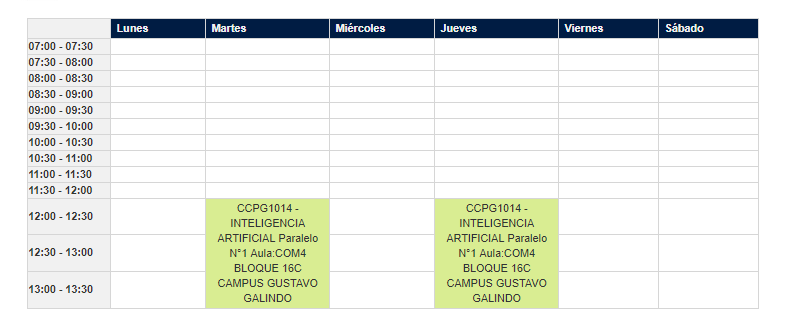 Lunes Martes Miércoles Jueves Viernes Sábado
07:00 - 07:30
07:30 - 08:00
08:00 - 08:30
08:30 - 09:00
09:00 - 09:30
09:30 - 10:00
10:00 - 10:30
10:30 - 11:00
11:00 - 11:30
11:30 - 12:00
12:00 - 12:30
12:30 - 13:00
13:00 - 13:30
CCPG1014 -
INTELIGENCIA
ARTIFICIAL Paralelo
N°1 Aula:COM4
BLOQUE 16C
CAMPUS GUSTAVO
GALINDO
CCPG1014 -
INTELIGENCIA
ARTIFICIAL Paralelo
N°1 Aula:COM4
BLOQUE 16C
CAMPUS GUSTAVO
GALINDO